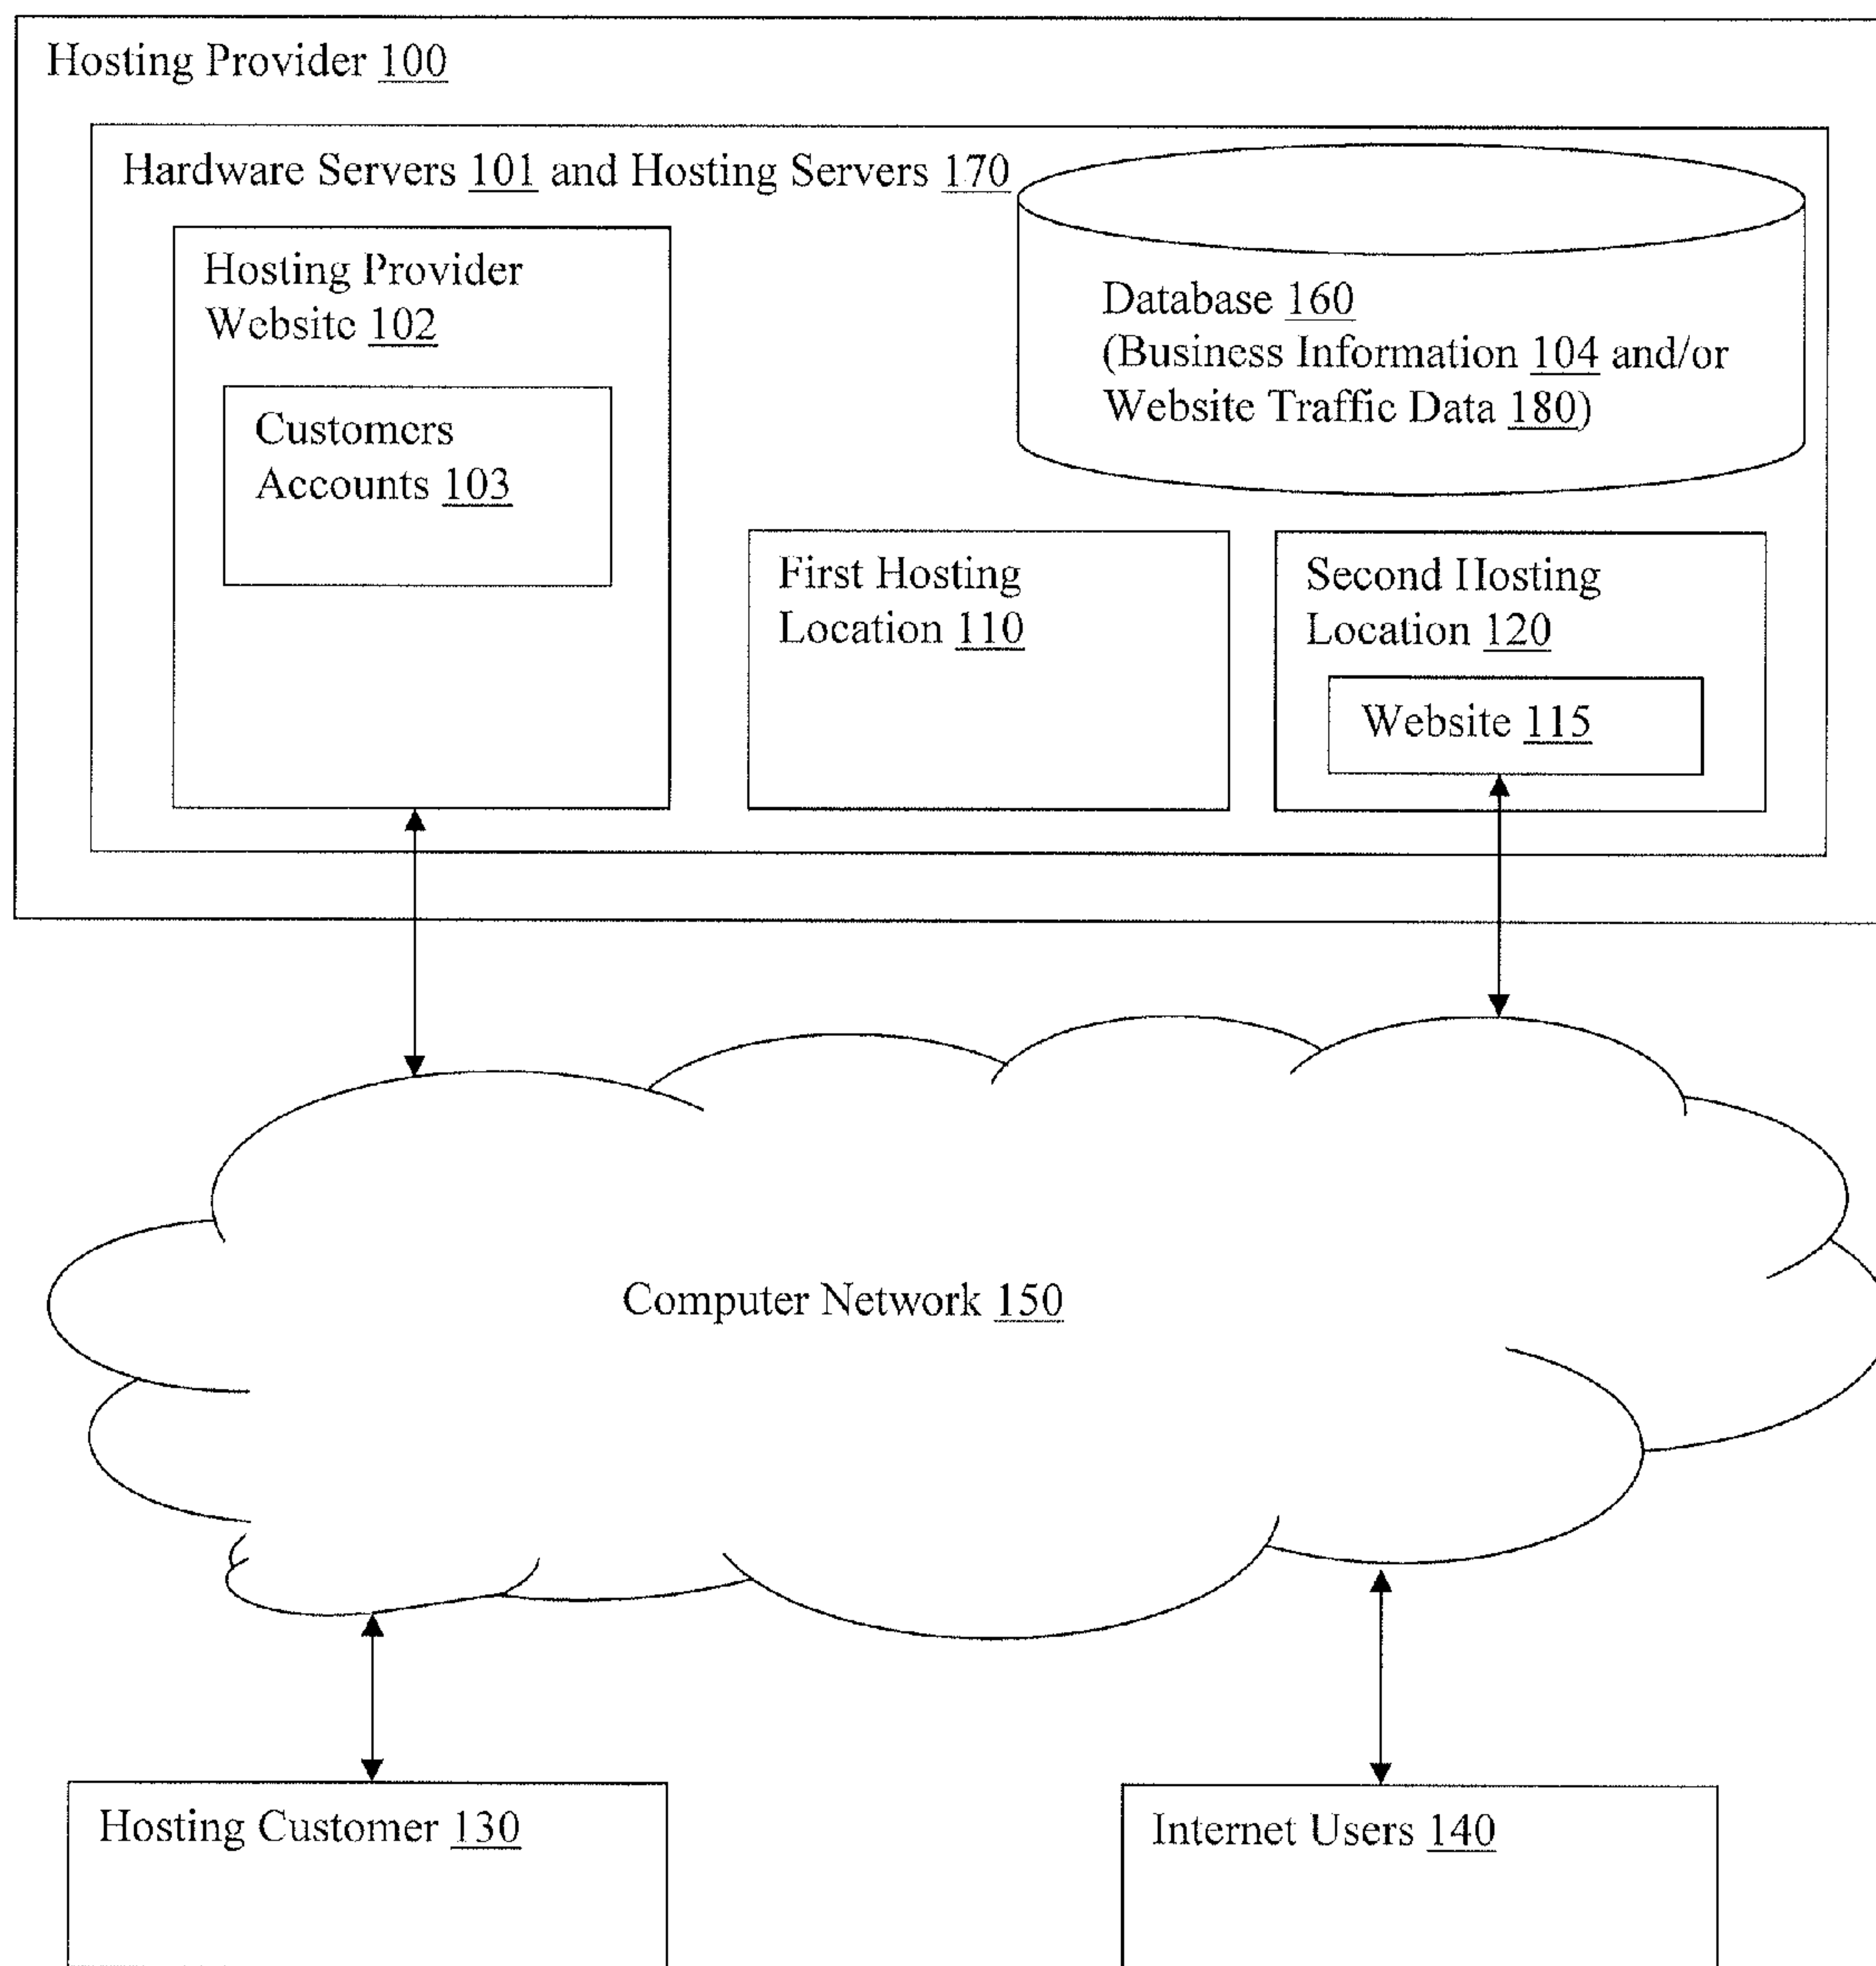 Hosting Provider 100
Hardware Servers 101 and Hosting Servers 170
Hosting Provider
Website 102
Customers
Accounts 103
Database 160
(Business Information 104 and/or
Website Traffic Data 180)
First Hosting
Location 110
Second Hosting
Location 120
Website 115
Computer Network 150
Hosting Customer 130
Internet Users 140